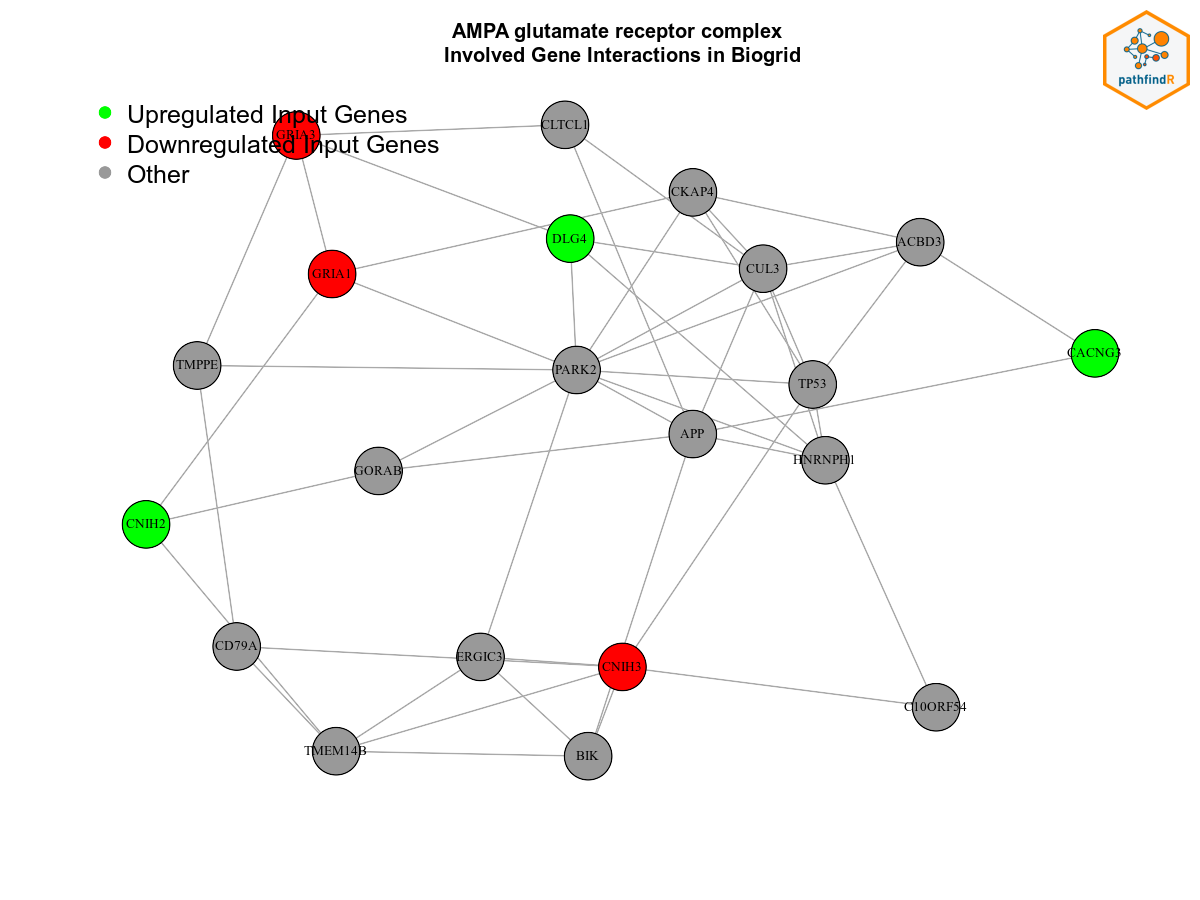 AMPA glutamate receptor complex
Involved Gene Interactions in Biogrid
pathfindR
Upregulated Input Genes
Downregulated Input Genes
Other
GRIA3
CLTCL1
CKAP4
DLG4
ACBD3
CUL3
GRIA1
CACNG3
TMPPE
PARK2
TP53
APP
HNRNPH1
GORAB
CNIH2
CD79A
ERGIC3
CNIH3
C10ORF54
TMEM14B
BIK